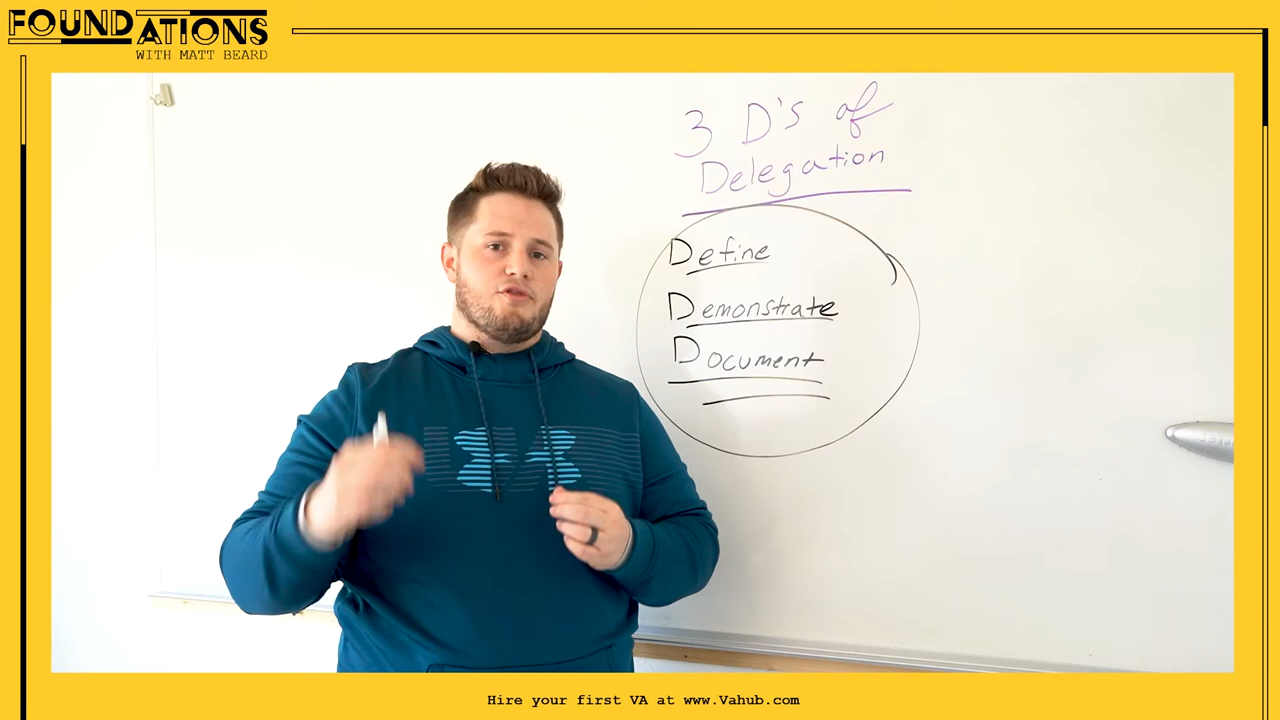 FOUNDATIONS
WITH MATT BEARD
3 D's of
Delegation
Define
Demonstrate
Document
Hire your first VA at www.Vahub.com